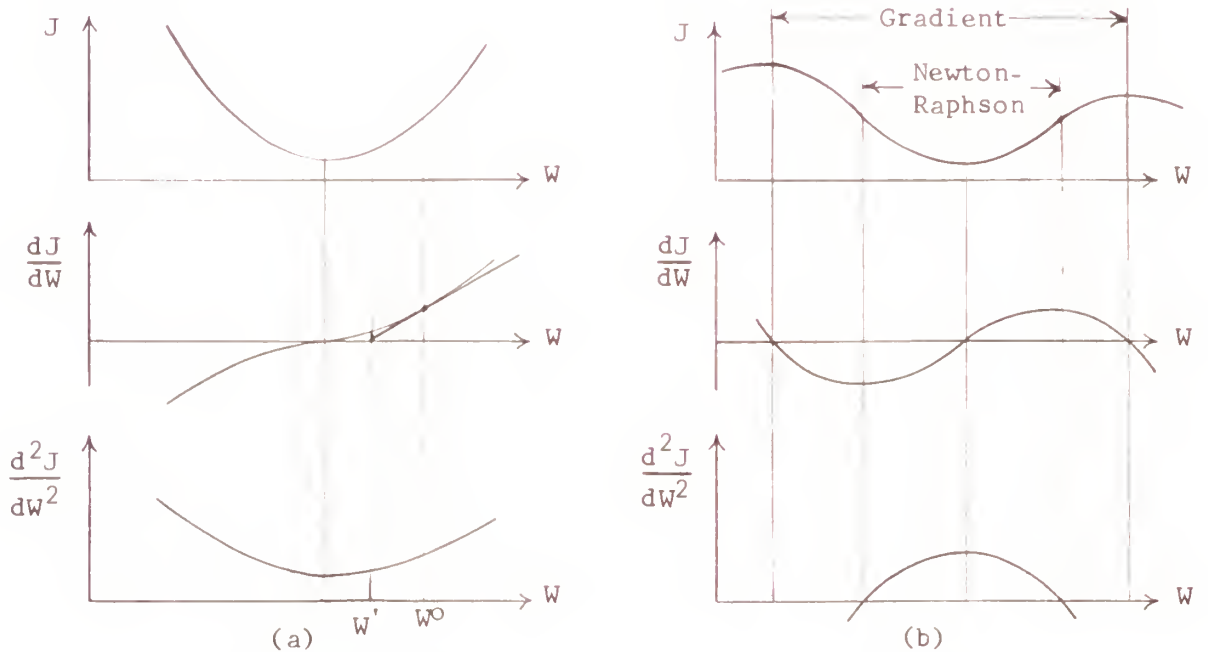 J
W
dJ
dW
W
d²J
dW²
W' W°
W
(a)
Gradient
J
Newton-
Raphson
W
dJ
dW
W
d²J
dW²
W
(b)